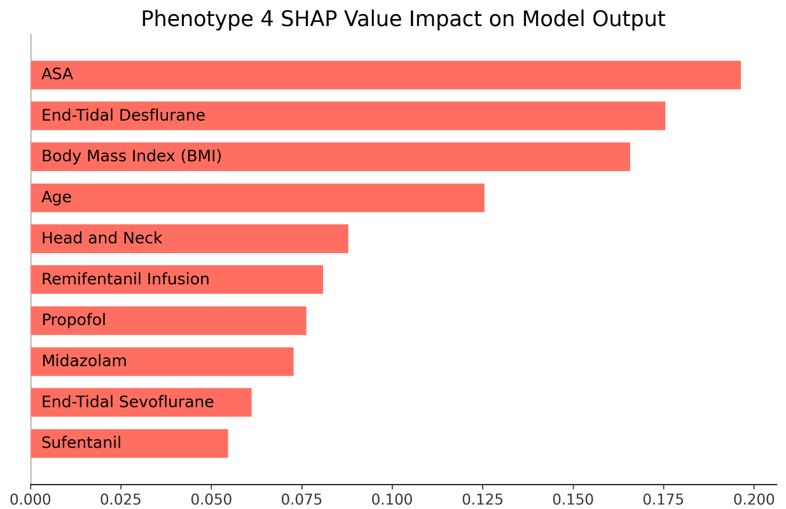 Phenotype 4 SHAP Value Impact on Model Output
ASA
End-Tidal Desflurane
Body Mass Index (BMI)
Age
Head and Neck
Remifentanil Infusion
Propofol
Midazolam
End-Tidal Sevoflurane
Sufentanil
0.000 0.025 0.050 0.075 0.100 0.125 0.150 0.175 0.200